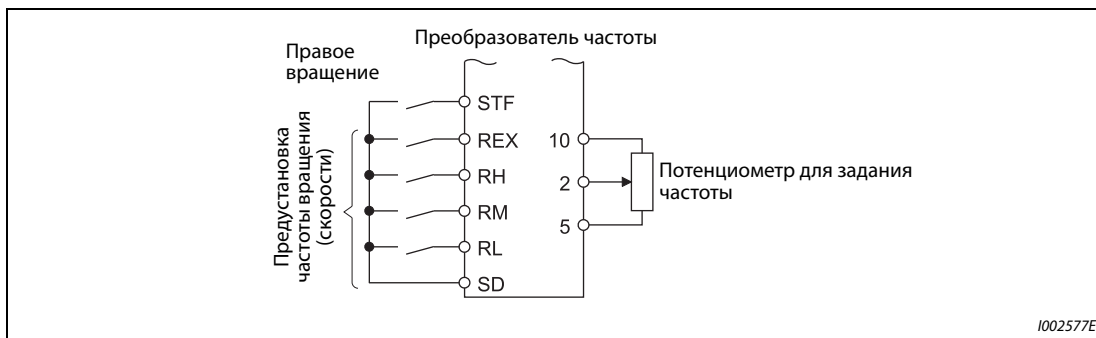 Преобразователь частоты
Правое
вращение
STF
REX
RH
RM
RL
SD
Предустановка
частоты вращения
(скорости)
10
2
5
Потенциометр для задания
частоты
I002577E